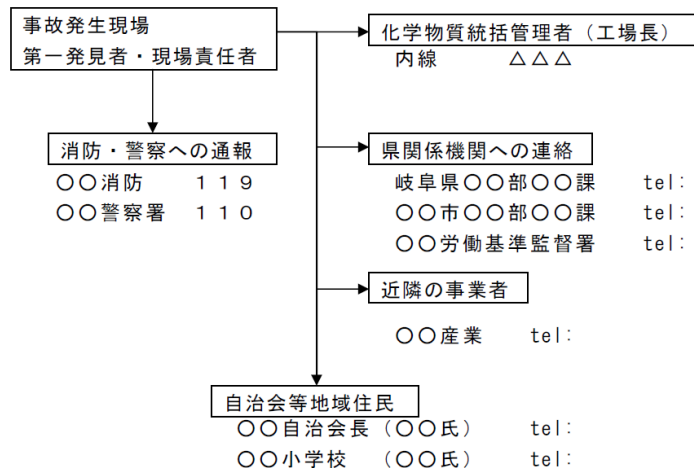 事故発生現場
第一発見者・現場責任者
化学物質統括管理者（工場長）
内線　　　△△△
消防・警察への通報
〇〇消防　　１１９
〇〇警察署　１１０
県関係機関への連絡
岐阜県〇〇部〇〇課　　tel:
〇〇市〇〇部〇〇課　　tel:
〇〇労働基準監督署　　tel:
近隣の事業者
〇〇産業　　tel:
自治会等地域住民
〇〇自治会長（〇〇氏）　　tel:
〇〇小学校　（〇〇氏）　　tel: